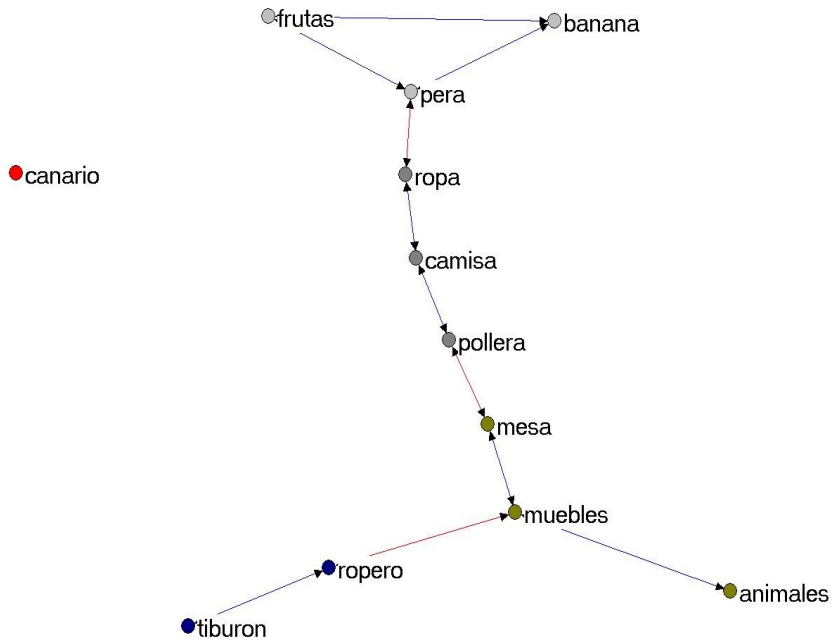 frutas
banana
pera
canario
ropa
camisa
pollera
mesa
muebles
ropero
animales
tiburon